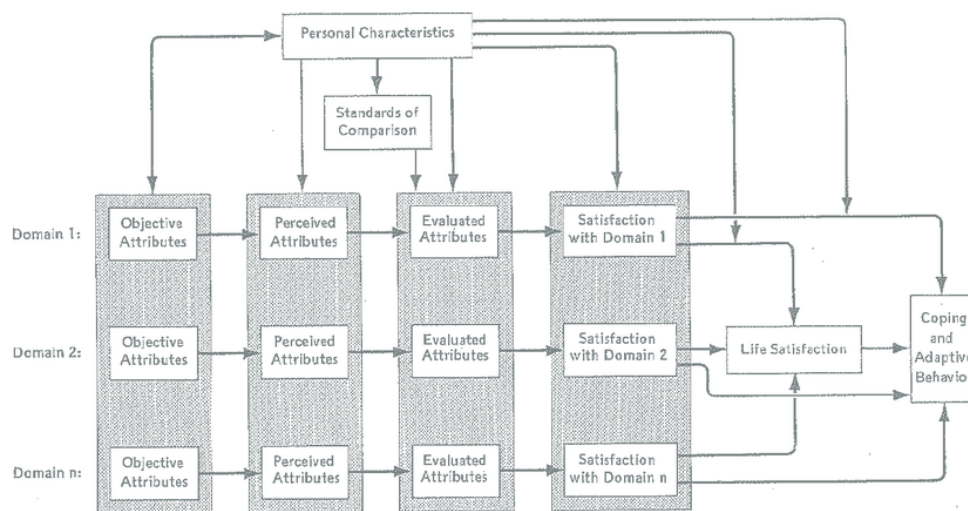 Personal Characteristics
Standards of
Comparison
Domain 1:
Objective
Attributes
Perceived
Attributes
Evaluated
Attributes
Satisfaction
with Domain 1
Domain 2:
Objective
Attributes
Perceived
Attributes
Evaluated
Attributes
Satisfaction
with Domain 2
Life Satisfaction
Coping
and
Adaptive
Behavio
Domain n:
Objective
Attributes
Perceived
Attributes
Evaluated
Attributes
Satisfaction
with Domain n